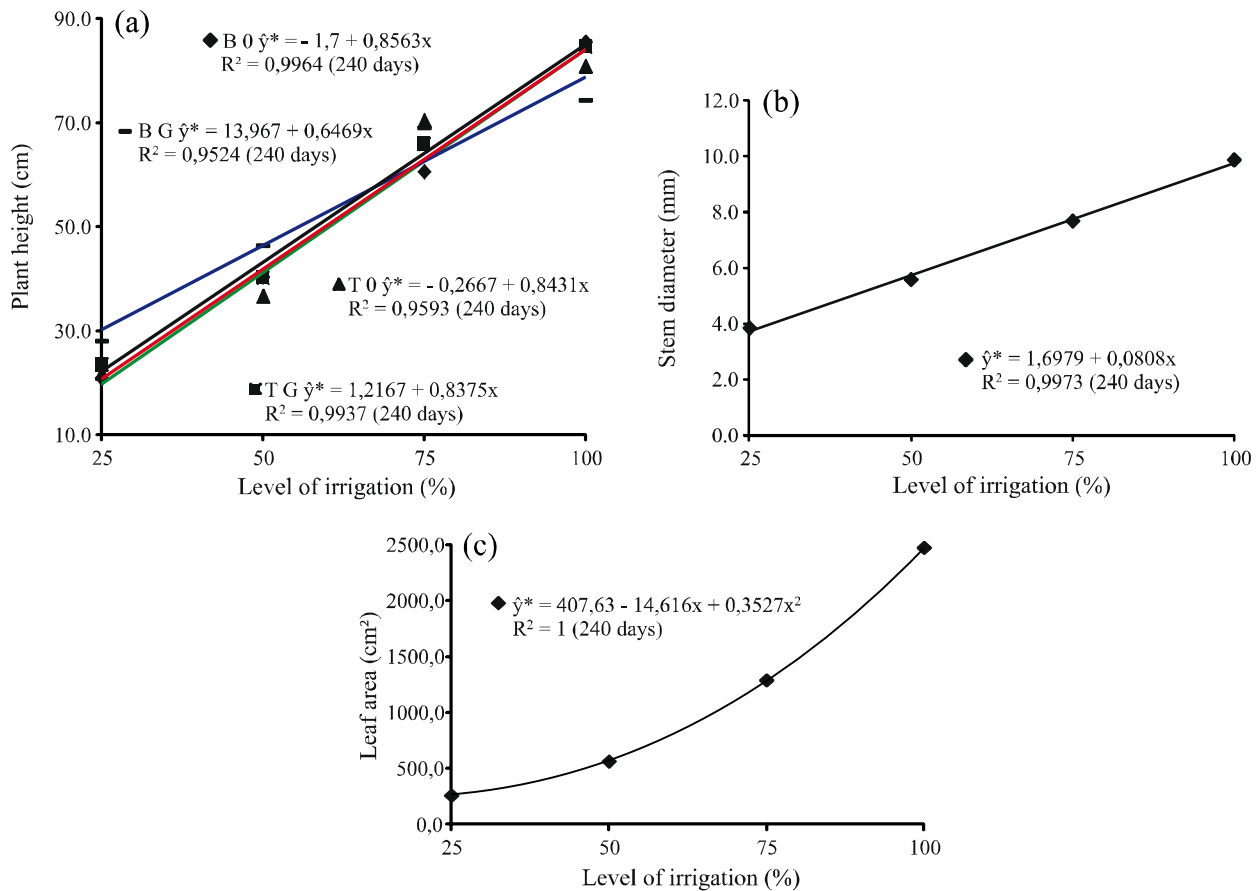 (a)
90.0
70.0
50.0
30.0
10.0
Plant height (cm)
B 0 ŷ* = - 1,7 + 0,8563x
R² = 0,9964 (240 days)
B G ŷ* = 13,967 + 0,6469x
R² = 0,9524 (240 days)
T 0 ŷ* = - 0,2667 + 0,8431x
R² = 0,9593 (240 days)
T G ŷ* = 1,2167 + 0,8375x
R² = 0,9937 (240 days)
25 50 75 100
Level of irrigation (%)
(b)
12.0
10.0
8.0
6.0
4.0
2.0
0.0
Stem diameter (mm)
ŷ* = 1,6979 + 0,0808x
R² = 0,9973 (240 days)
25 50 75 100
Level of irrigation (%)
(c)
2500,0
2000,0
1500,0
1000,0
500,0
0,0
Leaf area (cm²)
ŷ* = 407,63 - 14,616x + 0,3527x²
R² = 1 (240 days)
25 50 75 100
Level of irrigation (%)